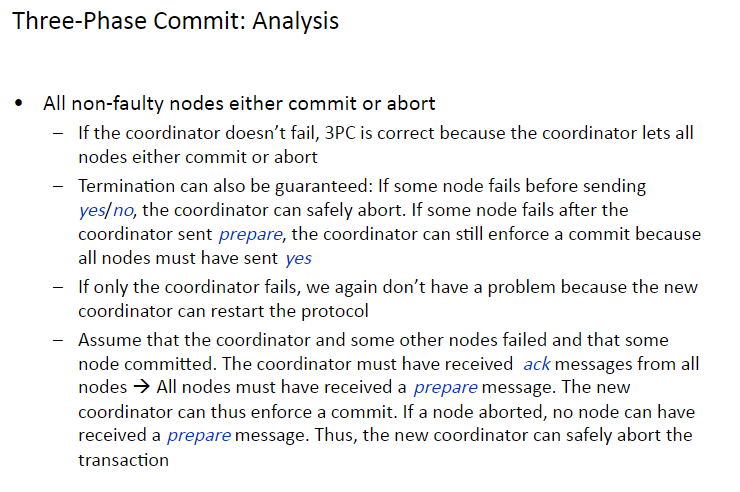 Three-Phase Commit: Analysis
• All non-faulty nodes either commit or abort
– If the coordinator doesn't fail, 3PC is correct because the coordinator lets all
nodes either commit or abort
– Termination can also be guaranteed: If some node fails before sending
yes/no, the coordinator can safely abort. If some node fails after the
coordinator sent prepare, the coordinator can still enforce a commit because
all nodes must have sent yes
– If only the coordinator fails, we again don't have a problem because the new
coordinator can restart the protocol
– Assume that the coordinator and some other nodes failed and that some
node committed. The coordinator must have received ack messages from all
nodes → All nodes must have received a prepare message. The new
coordinator can thus enforce a commit. If a node aborted, no node can have
received a prepare message. Thus, the new coordinator can safely abort the
transaction